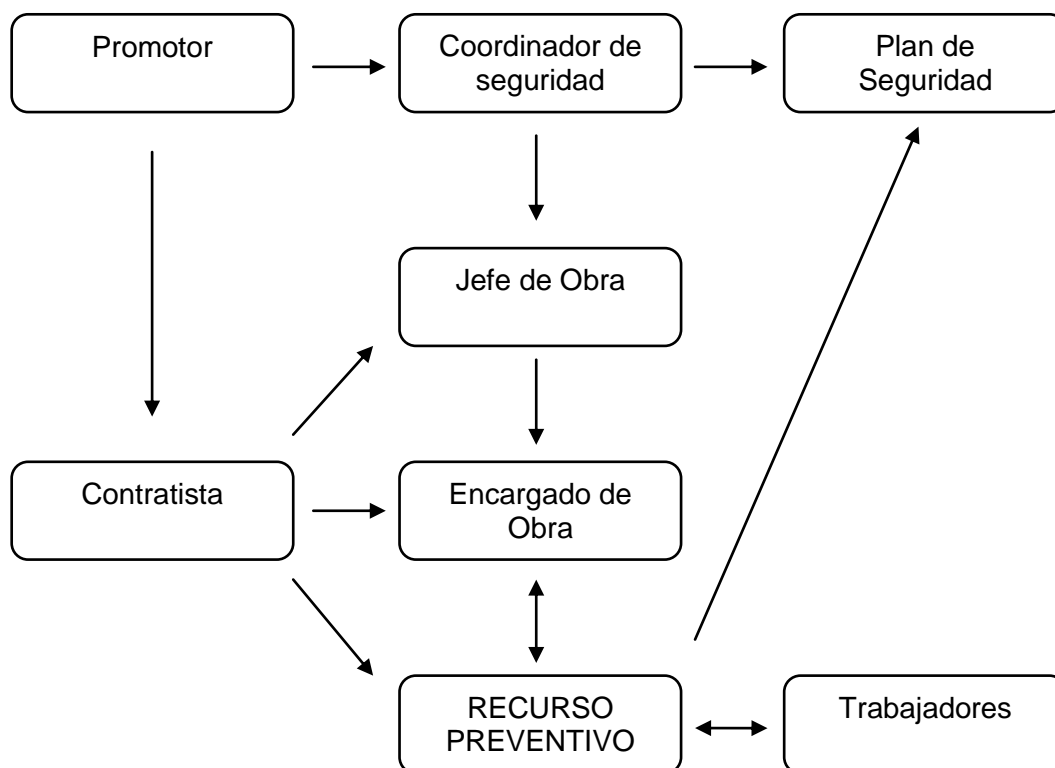 Promotor
Coordinador de
seguridad
Plan de
Seguridad
Jefe de Obra
Contratista
Encargado de
Obra
RECURSO
PREVENTIVO
Trabajadores